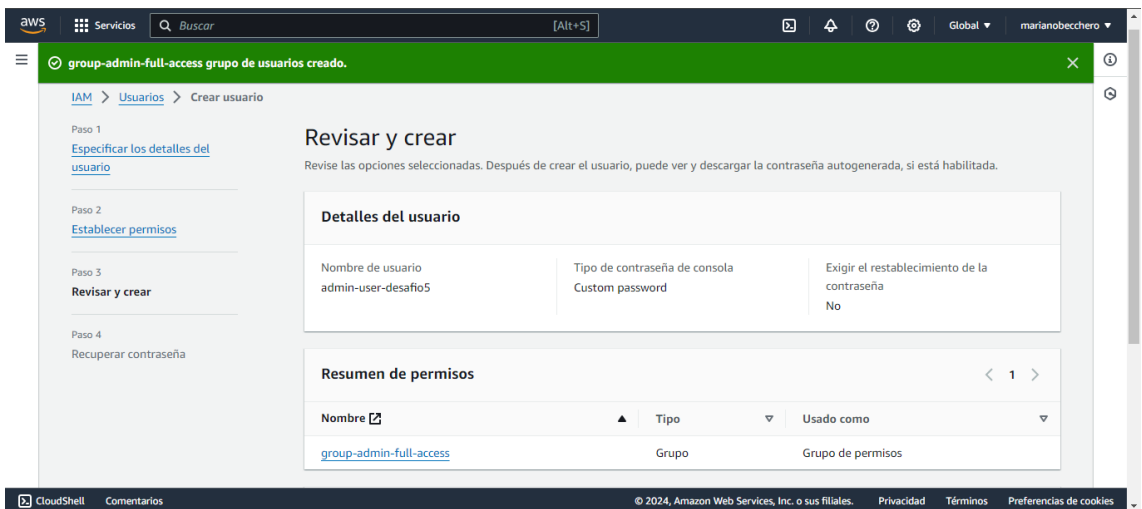 aws
Servicios
Buscar
[Alt+S]
Global
marianobecchero
group-admin-full-access grupo de usuarios creado.
IAM > Usuarios > Crear usuario
Paso 1
Especificar los detalles del
usuario
Paso 2
Establecer permisos
Paso 3
Revisar y crear
Paso 4
Recuperar contraseña
Revisar y crear
Revise las opciones seleccionadas. Después de crear el usuario, puede ver y descargar la contraseña autogenerada, si está habilitada.
Detalles del usuario
Nombre de usuario
admin-user-desafio5
Tipo de contraseña de consola
Custom password
Exigir el restablecimiento de la
contraseña
No
Resumen de permisos
< 1 >
Nombre
Tipo
Usado como
group-admin-full-access
Grupo
Grupo de permisos
CloudShell
Comentarios
© 2024, Amazon Web Services, Inc. o sus filiales.
Privacidad
Términos
Preferencias de cookies